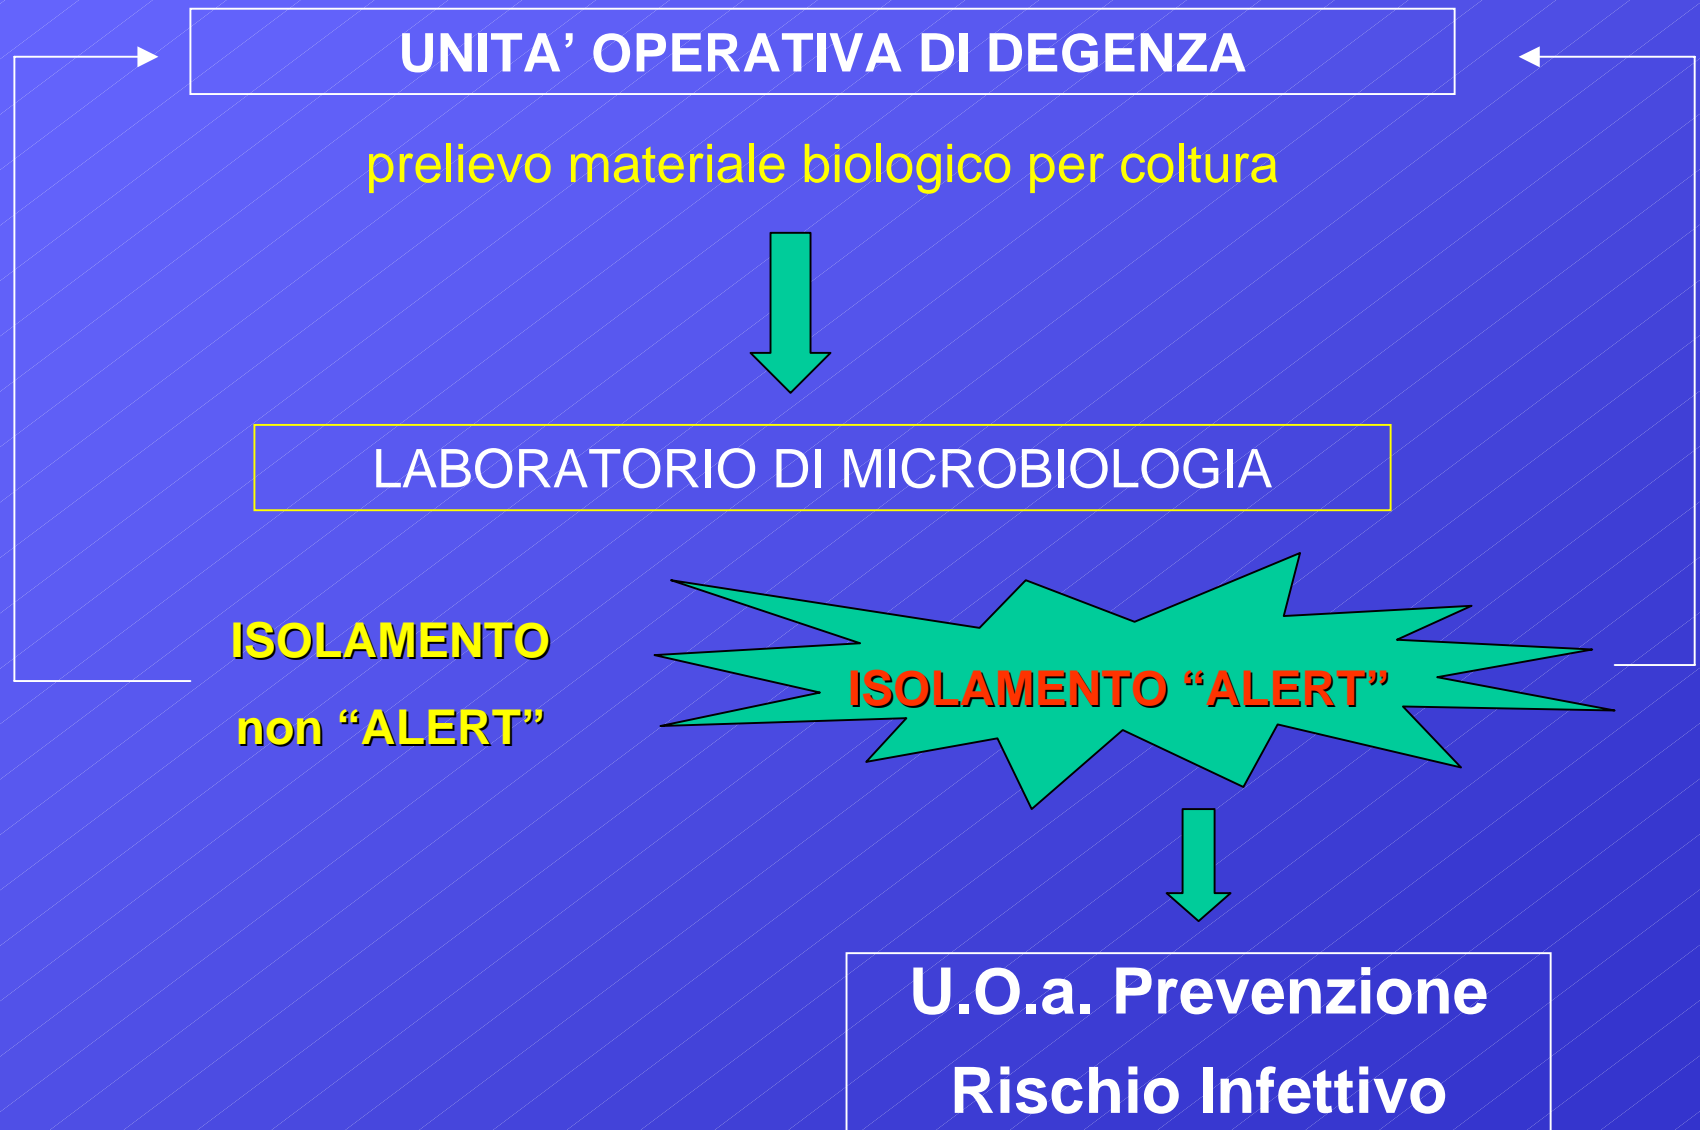 UNITA’ OPERATIVA DI DEGENZA
prelievo materiale biologico per coltura
LABORATORIO DI MICROBIOLOGIA
ISOLAMENTO
non “ALERT”
ISOLAMENTO “ALERT”
U.O.a. Prevenzione
Rischio Infettivo